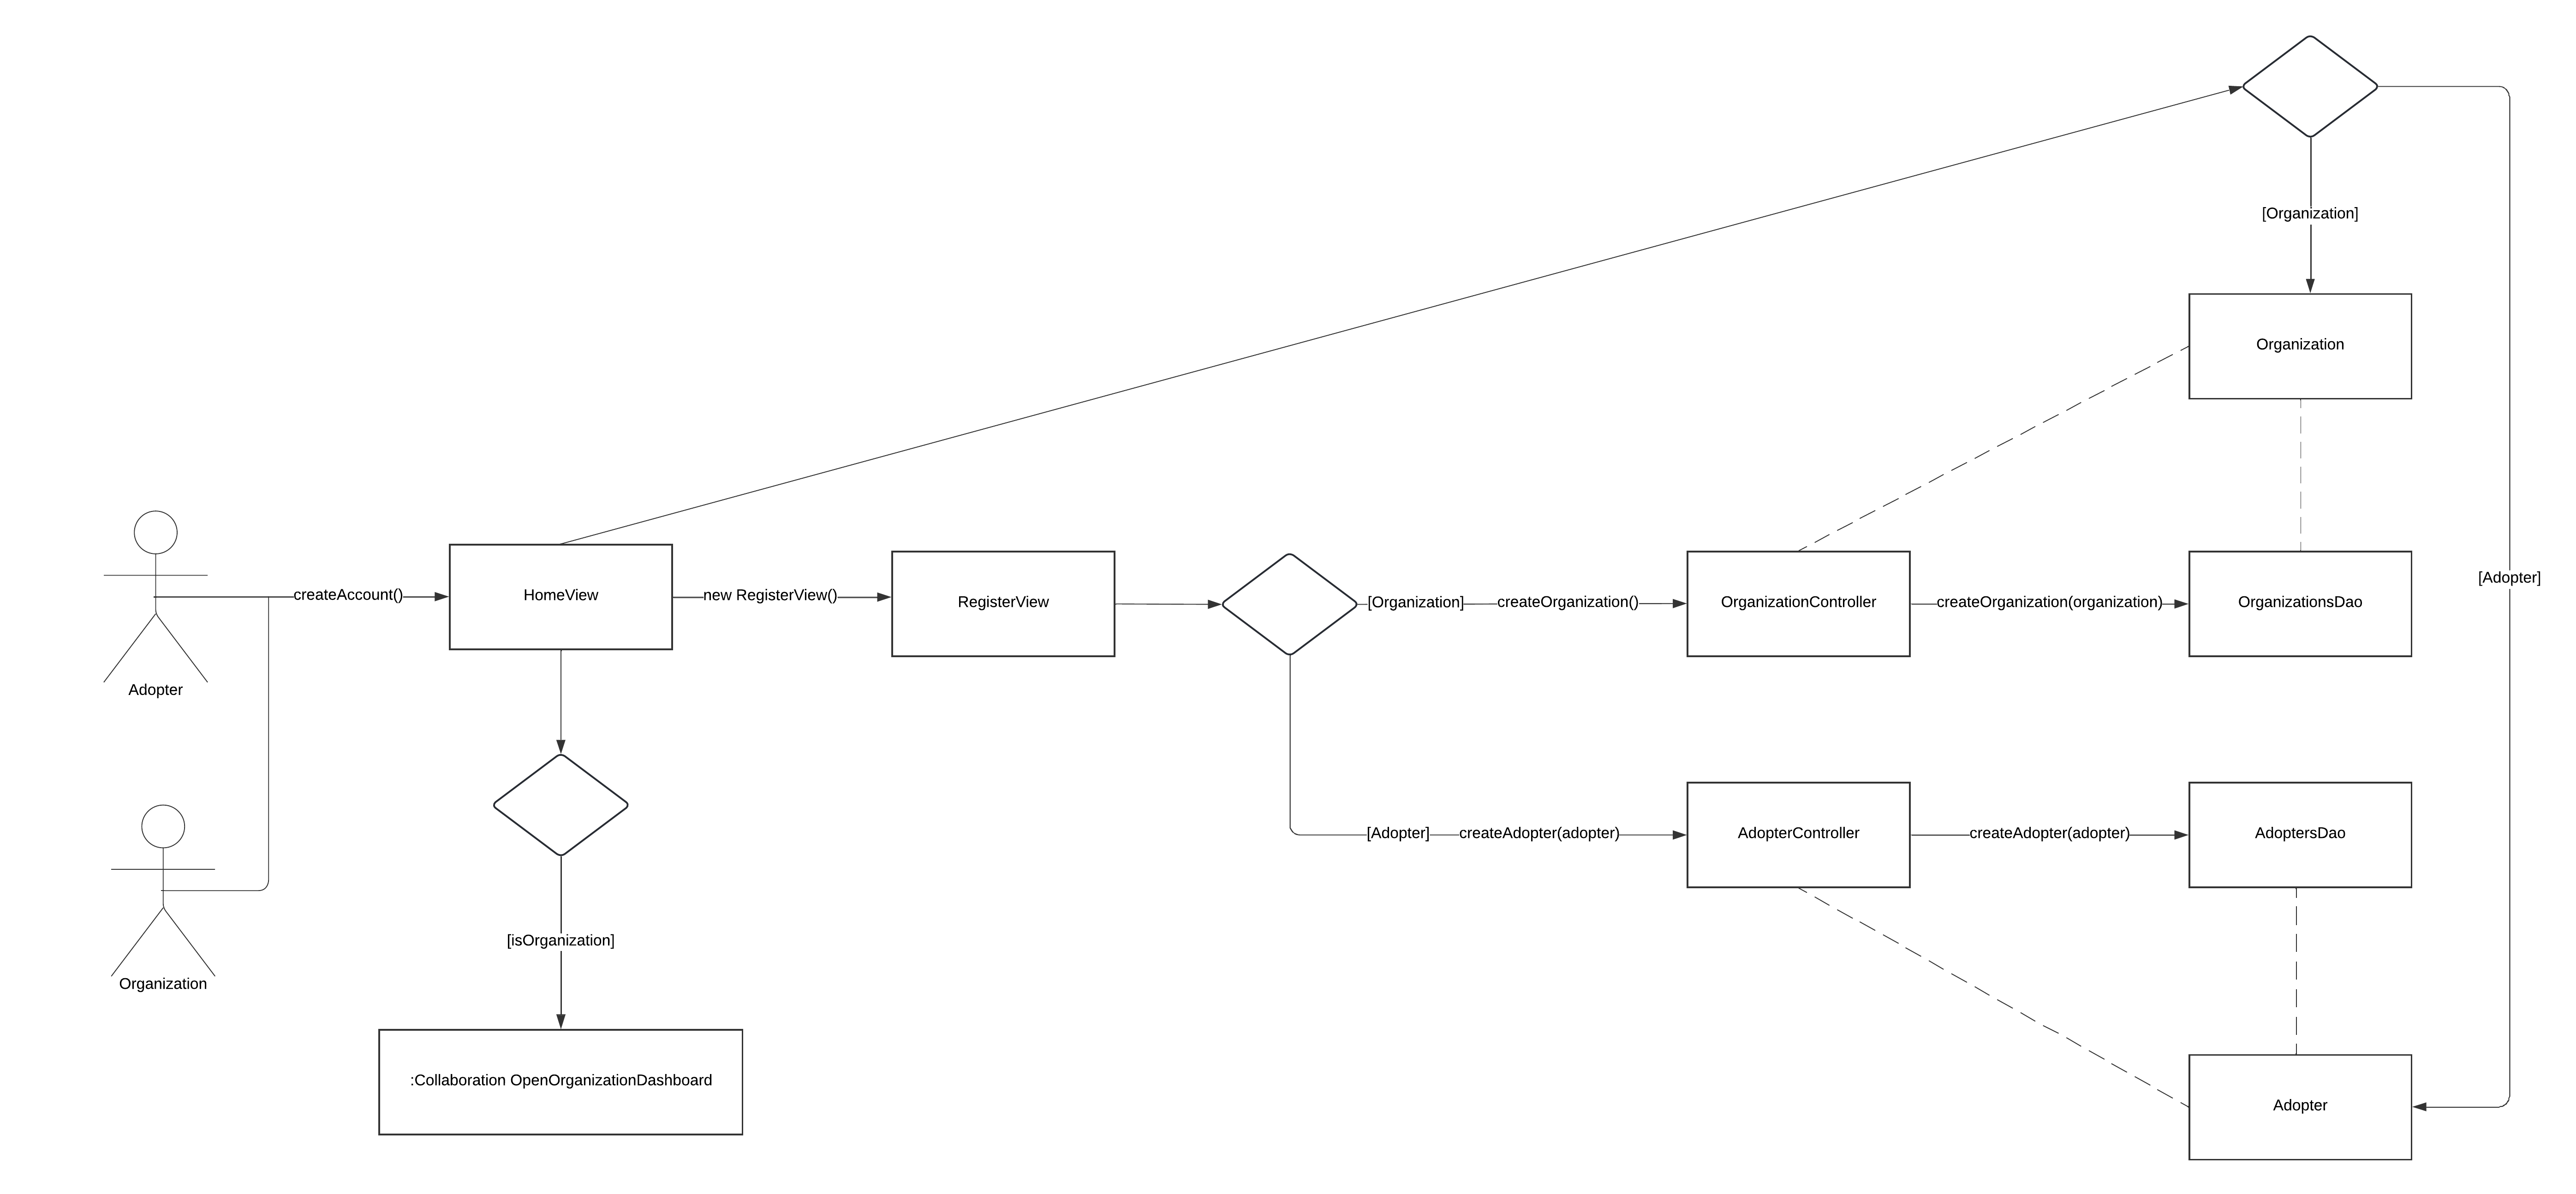 [Organization]
Organization
[Adopter]
createAccount()
HomeView
new RegisterView()
RegisterView
[Organization]
createOrganization()
OrganizationController
createOrganization(organization)
OrganizationsDao
Adopter
[Adopter]
createAdopter(adopter)
AdopterController
createAdopter(adopter)
AdoptersDao
[isOrganization]
Organization
:Collaboration OpenOrganizationDashboard
Adopter